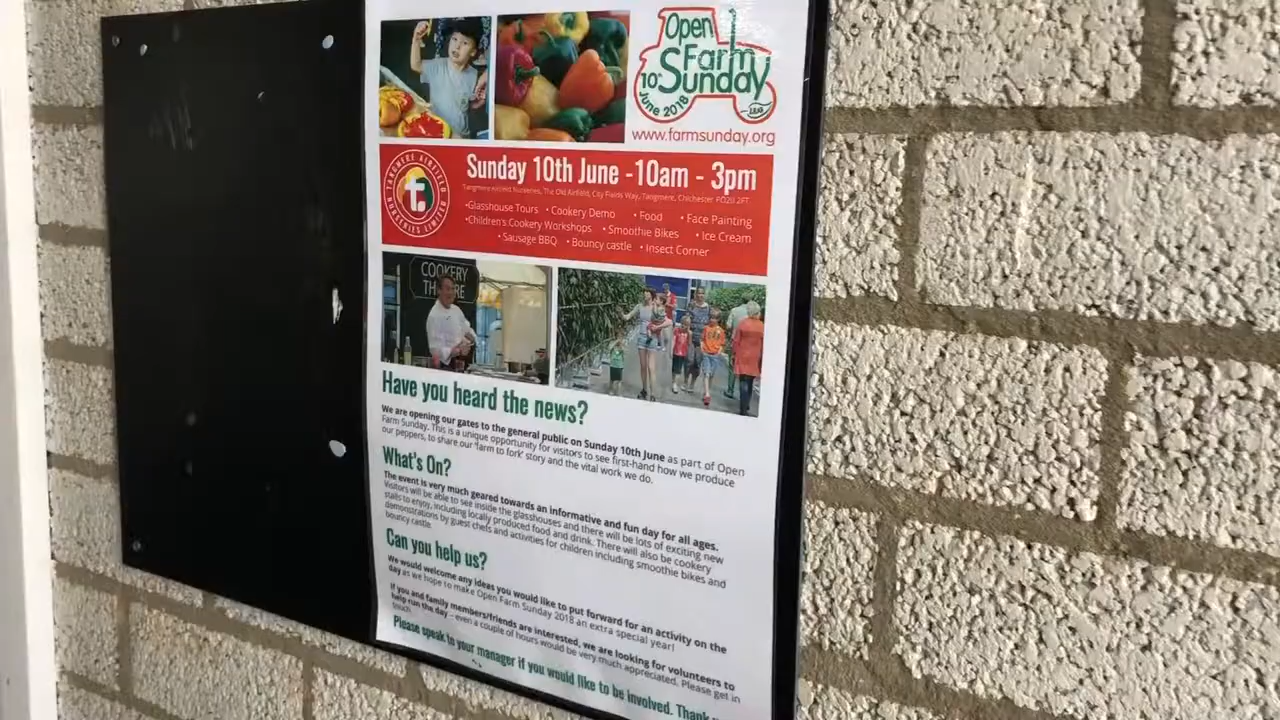 Open
Farm
Sunday
10th
June 2018
LEAF
www.farmsunday.org
TANGMERE AIRFIELD
NURSERIES LIMITED
t.
Sunday 10th June -10am - 3pm
Tangmere Airfield Nurseries, The Old Airfield, City Fields Way, Tangmere, Chichester PO20 2FT
•Glasshouse Tours •Cookery Demo •Food •Face Painting
•Children's Cookery Workshops •Smoothie Bikes •Ice Cream
•Sausage BBQ •Bouncy castle •Insect Corner
COOKERY
Have you heard the news?
We are opening our gates to the general public on Sunday 10th June as part of Open
Farm Sunday. This is a unique opportunity for visitors to see first-hand how we produce
our peppers, to share our 'farm to fork' story and the vital work we do.
What's On?
The event is very much geared towards an informative and fun day for all ages.
Visitors will be able to see inside the glasshouses and there will be lots of exciting new
stalls to enjoy, including locally produced food and drink. There will also be cookery
demonstrations by guest chefs and activities for children including smoothie bikes and
bouncy castle.
Can you help us?
We would welcome any ideas you would like to put forward for an activity on the
day as we hope to make Open Farm Sunday 2018 an extra special year!
If you and family members/friends are interested, we are looking for volunteers to
help run the day – even a couple of hours would be very much appreciated. Please get in
touch.
Please speak to your manager if you would like to be involved. Thank